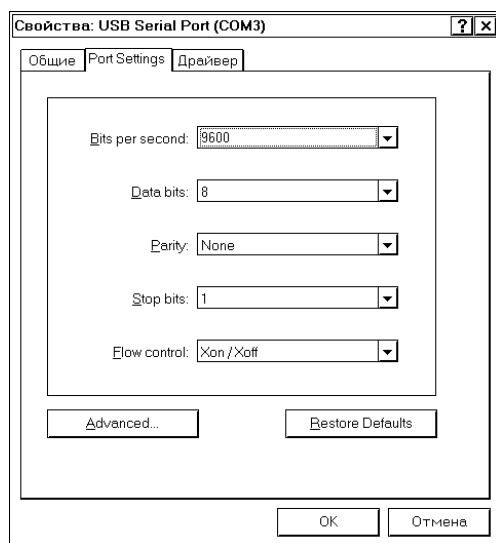 Свойства: USB Serial Port (COM3) ? ×
Общие Port Settings Драйвер
Bits per second: 9600
Data bits: 8
Parity: None
Stop bits: 1
Flow control: Xon / Xoff
Advanced... Restore Defaults
OK Отмена